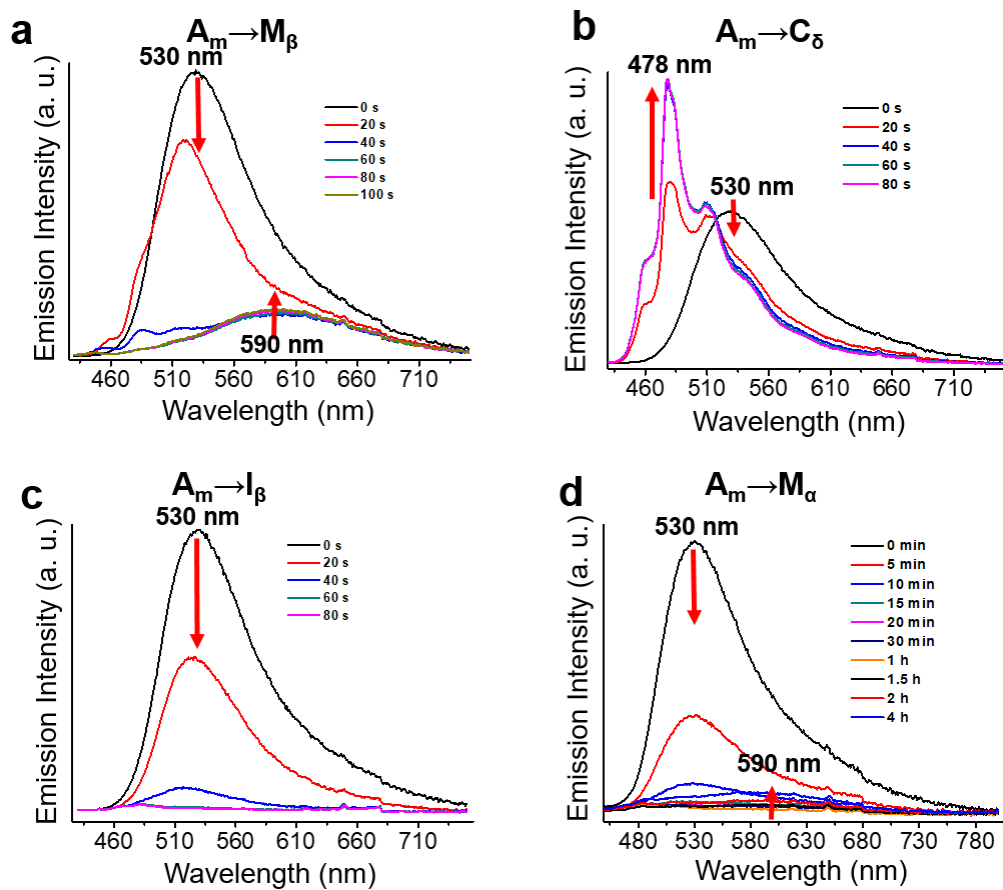 a
Aₘ→Mᵦ
530 nm
0 s
20 s
40 s
60 s
80 s
100 s
590 nm
Emission Intensity (a. u.)
460 510 560 610 660 710
Wavelength (nm)
b
Aₘ→C_δ
478 nm
530 nm
0 s
20 s
40 s
60 s
80 s
Emission Intensity (a. u.)
460 510 560 610 660 710
Wavelength (nm)
c
Aₘ→Iᵦ
530 nm
0 s
20 s
40 s
60 s
80 s
Emission Intensity (a. u.)
460 510 560 610 660 710
Wavelength (nm)
d
Aₘ→M_α
530 nm
0 min
5 min
10 min
15 min
20 min
30 min
1 h
1.5 h
2 h
4 h
590 nm
Emission Intensity (a. u.)
480 530 580 630 680 730 780
Wavelength (nm)